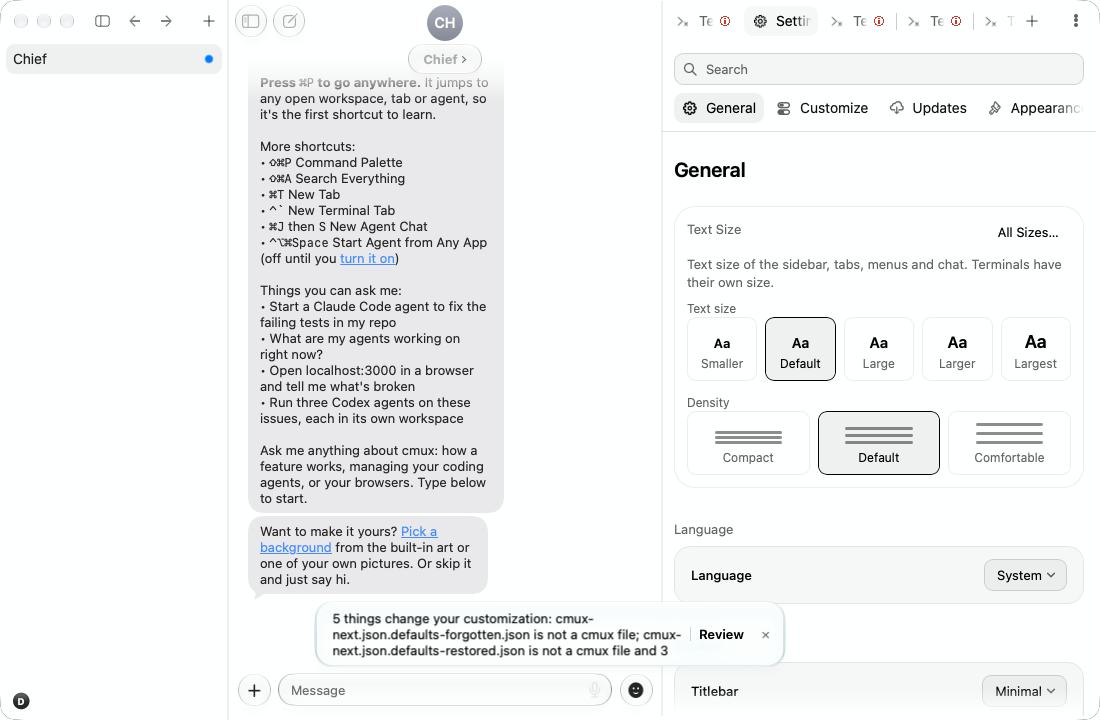 CH
Te
Settin
Te
Te
T
Chief
Chief >
Search
General
Customize
Updates
Appearanc
Press ⌘P to go anywhere. It jumps to
any open workspace, tab or agent, so
it's the first shortcut to learn.
More shortcuts:
• ⇧⌘P Command Palette
• ⇧⌘A Search Everything
• ⌘T New Tab
• ^` New Terminal Tab
• ⌘J then S New Agent Chat
• ^⌥⌘Space Start Agent from Any App
(off until you turn it on)
Things you can ask me:
• Start a Claude Code agent to fix the
failing tests in my repo
• What are my agents working on
right now?
• Open localhost:3000 in a browser
and tell me what's broken
• Run three Codex agents on these
issues, each in its own workspace
Ask me anything about cmux: how a
feature works, managing your coding
agents, or your browsers. Type below
to start.
Want to make it yours? Pick a
background from the built-in art or
one of your own pictures. Or skip it
and just say hi.
General
Text Size
All Sizes...
Text size of the sidebar, tabs, menus and chat. Terminals have
their own size.
Text size
Aa Aa Aa Aa Aa
Smaller Default Large Larger Largest
Density
Compact Default Comfortable
Language
Language
System
5 things change your customization: cmux-
next.json.defaults-forgotten.json is not a cmux file; cmux-
next.json.defaults-restored.json is not a cmux file and 3
Review
×
Message
Titlebar
Minimal
D